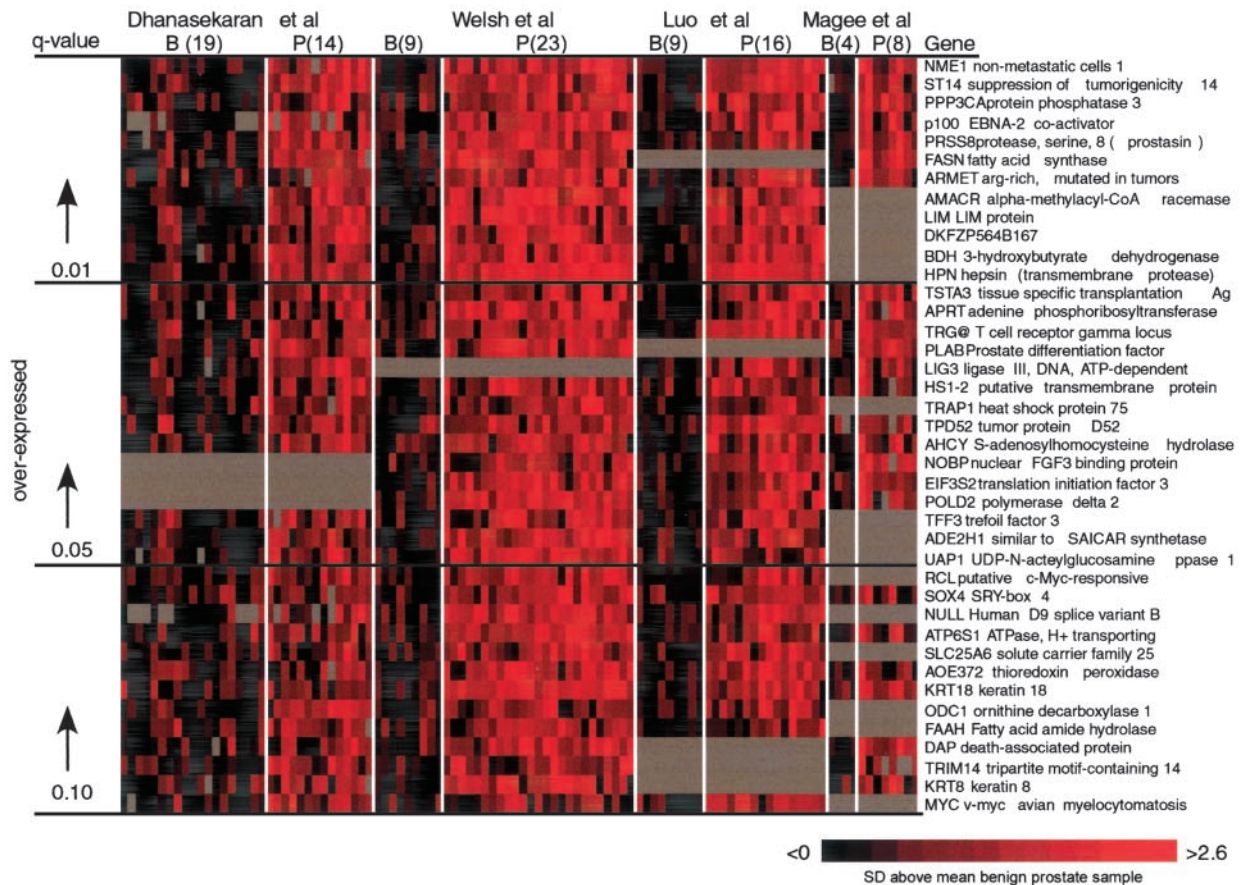 Dhanasekaran et al Welsh et al Luo et al Magee et al
q-value B (19) P(14) B(9) P(23) B(9) P(16) B(4) P(8) Gene
NME1 non-metastatic cells 1
ST14 suppression of tumorigenicity 14
PPP3CAprotein phosphatase 3
p100 EBNA-2 co-activator
PRSS8protease, serine, 8 ( prostasin )
FASN fatty acid synthase
ARMET arg-rich, mutated in tumors
AMACR alpha-methylacyl-CoA racemase
LIM LIM protein
DKFZP564B167
BDH 3-hydroxybutyrate dehydrogenase
0.01 HPN hepsin (transmembrane protease)
TSTA3 tissue specific transplantation Ag
APRT adenine phosphoribosyltransferase
TRG@ T cell receptor gamma locus
PLAB Prostate differentiation factor
LIG3 ligase III, DNA, ATP-dependent
HS1-2 putative transmembrane protein
TRAP1 heat shock protein 75
TPD52 tumor protein D52
over-expressed
AHCY S-adenosylhomocysteine hydrolase
NOBP nuclear FGF3 binding protein
EIF3S2 translation initiation factor 3
POLD2 polymerase delta 2
TFF3 trefoil factor 3
ADE2H1 similar to SAICAR synthetase
0.05 UAP1 UDP-N-acteylglucosamine ppase 1
RCL putative c-Myc-responsive
SOX4 SRY-box 4
NULL Human D9 splice variant B
ATP6S1 ATPase, H+ transporting
SLC25A6 solute carrier family 25
AOE372 thioredoxin peroxidase
KRT18 keratin 18
ODC1 ornithine decarboxylase 1
FAAH Fatty acid amide hydrolase
DAP death-associated protein
TRIM14 tripartite motif-containing 14
0.10 KRT8 keratin 8
MYC v-myc avian myelocytomatosis
<0 >2.6
SD above mean benign prostate sample